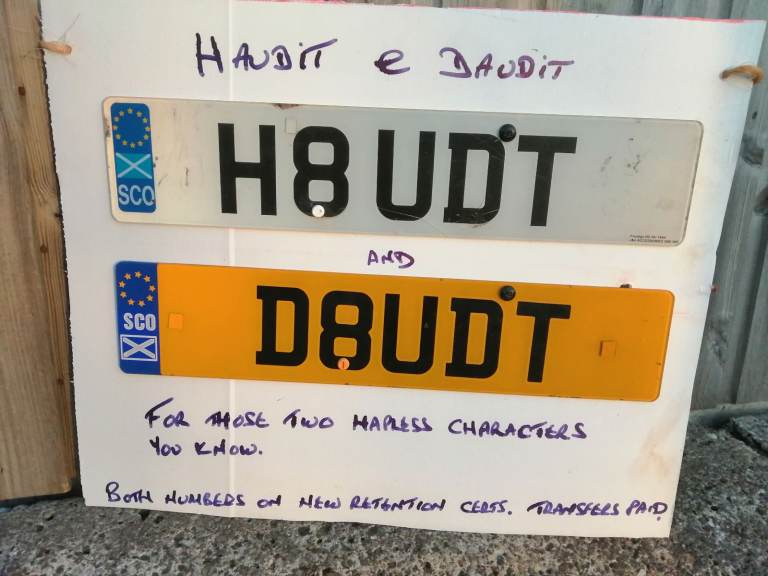 HAUDIT e DAUDIT
SCO
H8 UDT
AND
SCO
D8UDT
FOR THOSE TWO HAPLESS CHARACTERS
YOU KNOW.
BOTH NUMBERS ON NEW RETENTION CERTS. TRANSFERS PAID.